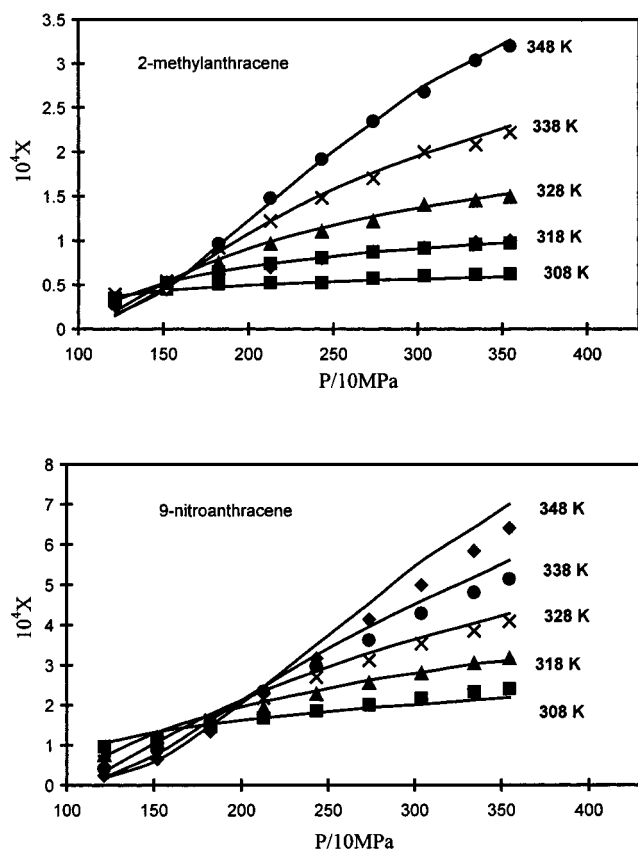 2-methylanthracene
10⁴X
3.5
3
2.5
2
1.5
1
0.5
0
348 K
338 K
328 K
318 K
308 K
100 150 200 250 300 350 400
P/10MPa
9-nitroanthracene
10⁴X
8
7
6
5
4
3
2
1
0
348 K
338 K
328 K
318 K
308 K
100 150 200 250 300 350 400
P/10MPa